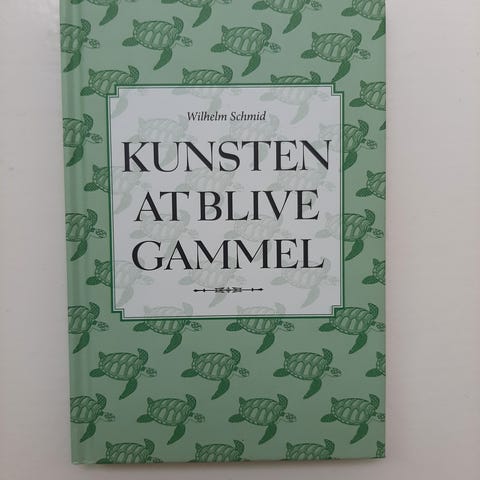 Wilhelm Schmid
KUNSTEN
AT BLIVE
GAMMEL